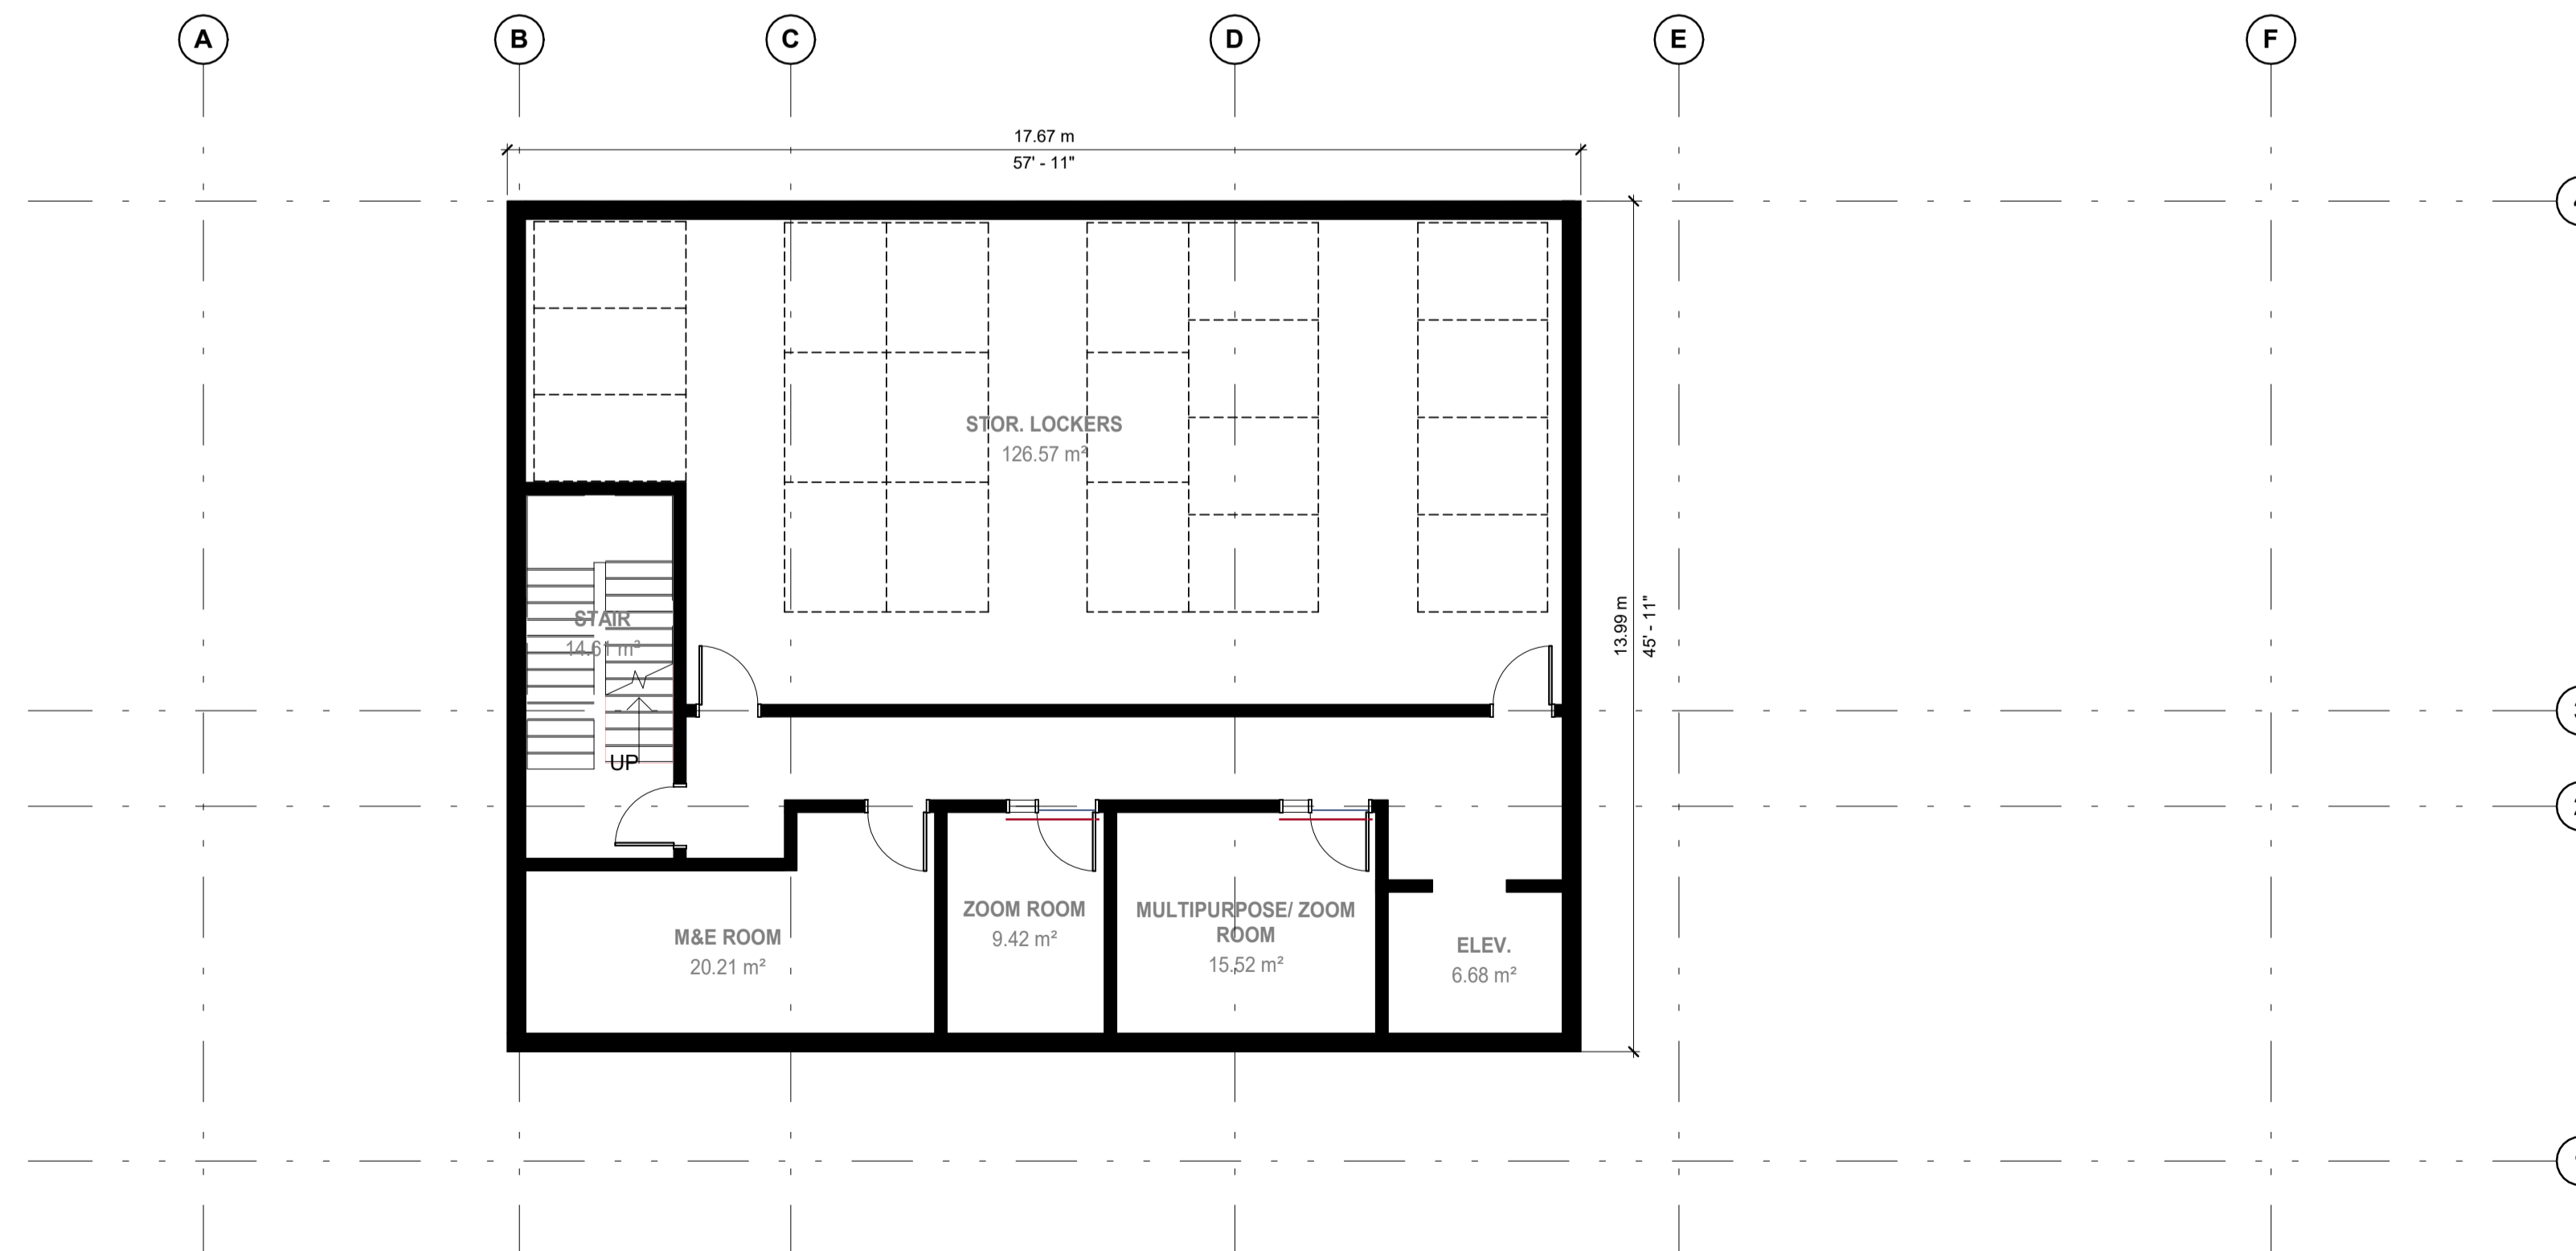 A
B
C
D
E
F
17.67 m
57' - 11"
STOR. LOCKERS
126.57 m²
13.99 m
45' - 11"
STAIR
14.61 m²
UP
M&E ROOM
20.21 m²
ZOOM ROOM
9.42 m²
MULTIPURPOSE/ ZOOM
ROOM
15.52 m²
ELEV.
6.68 m²